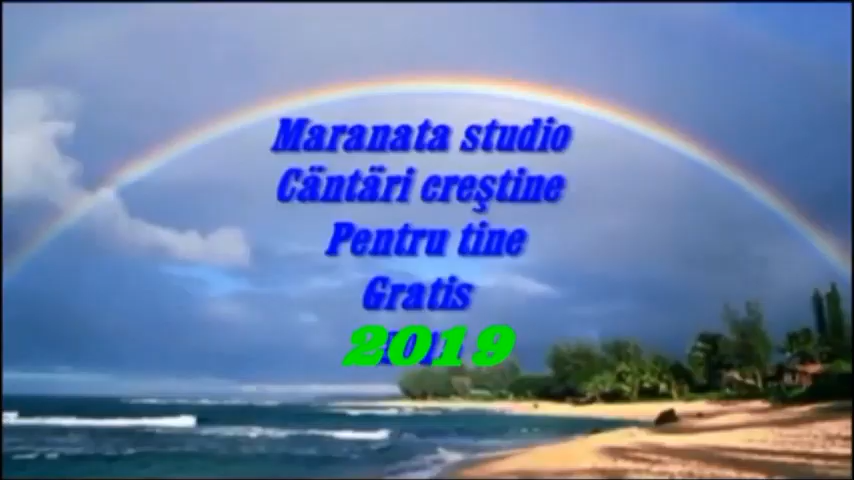 Maranata studio
Cäntäri creştine
Pentru tine
Gratis
2019